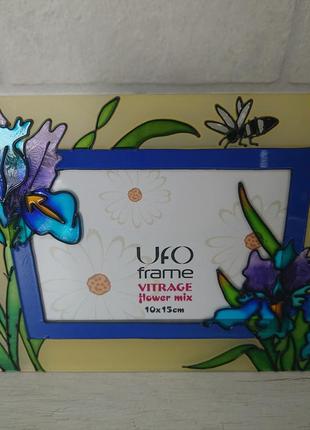 UFO
frame
VITRAGE
flower mix
10x15cm